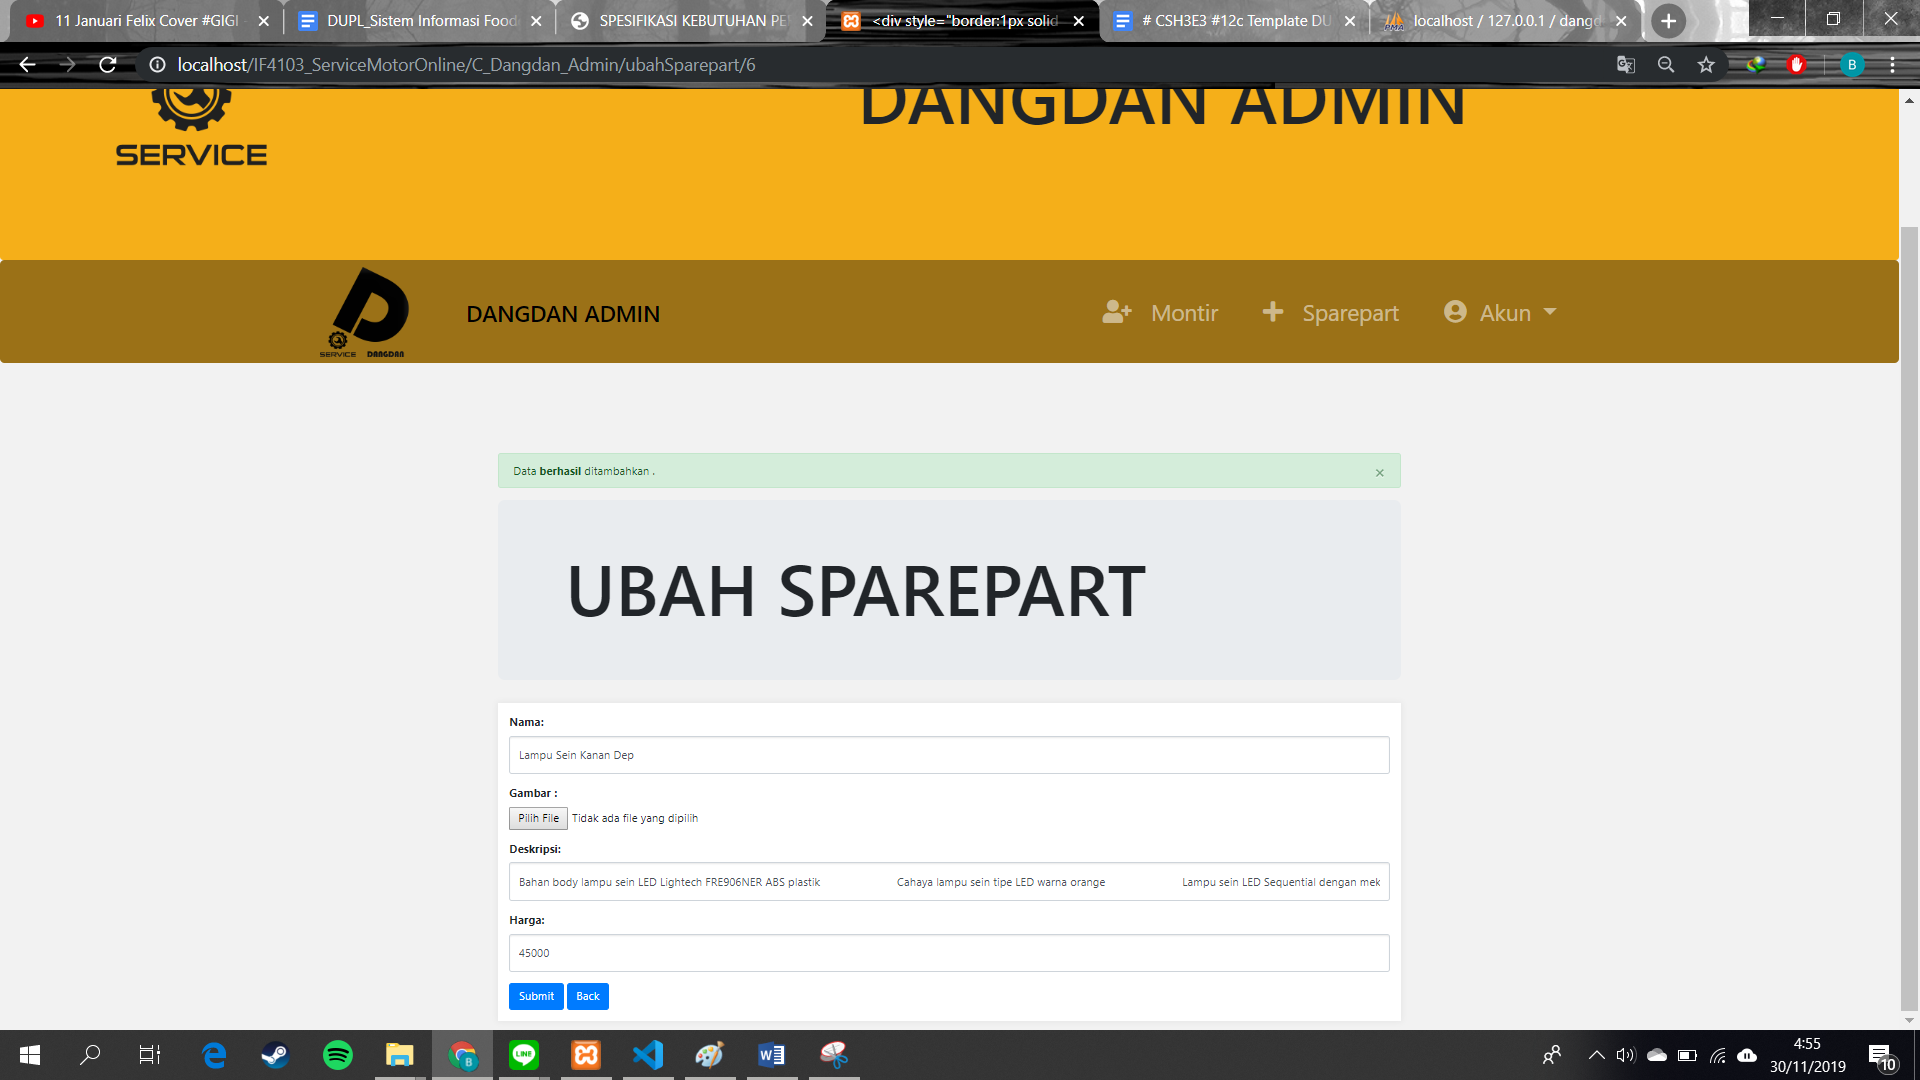 11 Januari Felix Cover #GIGI
DUPL_Sistem Informasi Food
SPESIFIKASI KEBUTUHAN PE
<div style="border:1px solid
# CSH3E3 #12c Template DU
localhost / 127.0.0.1 / dangd
localhost/IF4103_ServiceMotorOnline/C_Dangdan_Admin/ubahSparepart/6
B
SERVICE
DANGDAN ADMIN
SERVICE DANGDAN
DANGDAN ADMIN
Montir
Sparepart
Akun
Data berhasil ditambahkan .
×
UBAH SPAREPART
Nama:
Lampu Sein Kanan Dep
Gambar :
Pilih File Tidak ada file yang dipilih
Deskripsi:
Bahan body lampu sein LED Lightech FRE906NER ABS plastik Cahaya lampu sein tipe LED warna orange Lampu sein LED Sequential dengan mek
Harga:
45000
Submit Back
4:55
30/11/2019
10